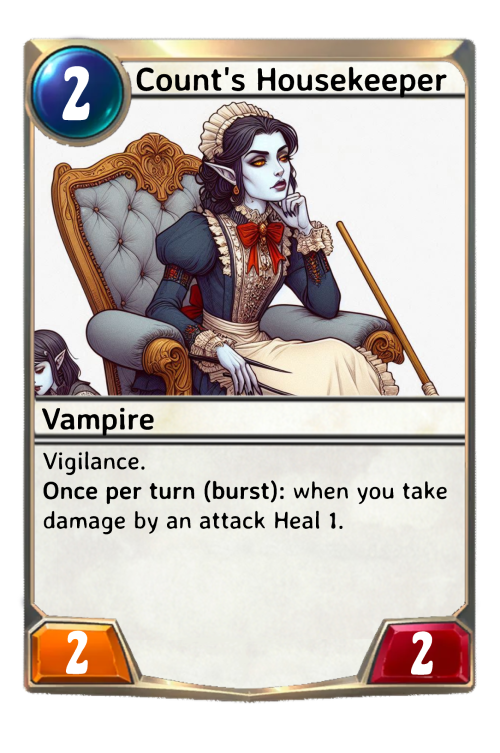 2
Count's Housekeeper
Vampire
Vigilance.
Once per turn (burst): when you take
damage by an attack Heal 1.
2
2